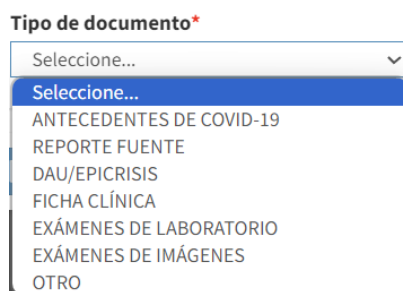 Tipo de documento*
Seleccione...
Seleccione...
ANTECEDENTES DE COVID-19
REPORTE FUENTE
DAU/EPICRISIS
FICHA CLÍNICA
EXÁMENES DE LABORATORIO
EXÁMENES DE IMÁGENES
OTRO